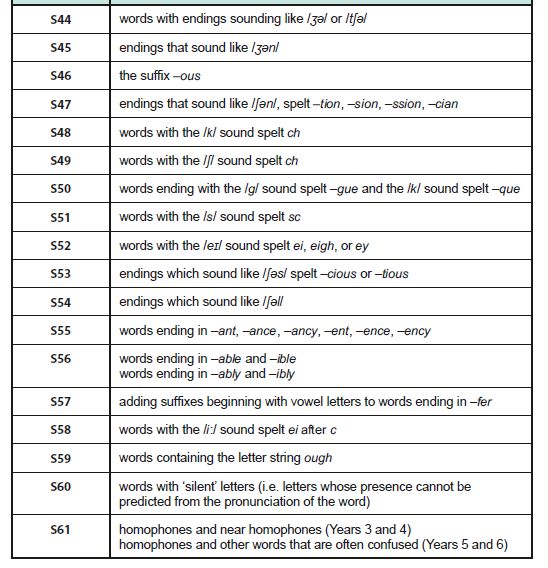 S44 words with endings sounding like /ʒə/ or /tʃə/
S45 endings that sound like /ʒən/
S46 the suffix –ous
S47 endings that sound like /ʃən/, spelt –tion, –sion, –ssion, –cian
S48 words with the /k/ sound spelt ch
S49 words with the /ʃ/ sound spelt ch
S50 words ending with the /g/ sound spelt –gue and the /k/ sound spelt –que
S51 words with the /s/ sound spelt sc
S52 words with the /eɪ/ sound spelt ei, eigh, or ey
S53 endings which sound like /ʃəs/ spelt –cious or –tious
S54 endings which sound like /ʃəl/
S55 words ending in –ant, –ance, –ancy, –ent, –ence, –ency
S56 words ending in –able and –ible
words ending in –ably and –ibly
S57 adding suffixes beginning with vowel letters to words ending in –fer
S58 words with the /i:/ sound spelt ei after c
S59 words containing the letter string ough
S60 words with ‘silent’ letters (i.e. letters whose presence cannot be
predicted from the pronunciation of the word)
S61 homophones and near homophones (Years 3 and 4)
homophones and other words that are often confused (Years 5 and 6)